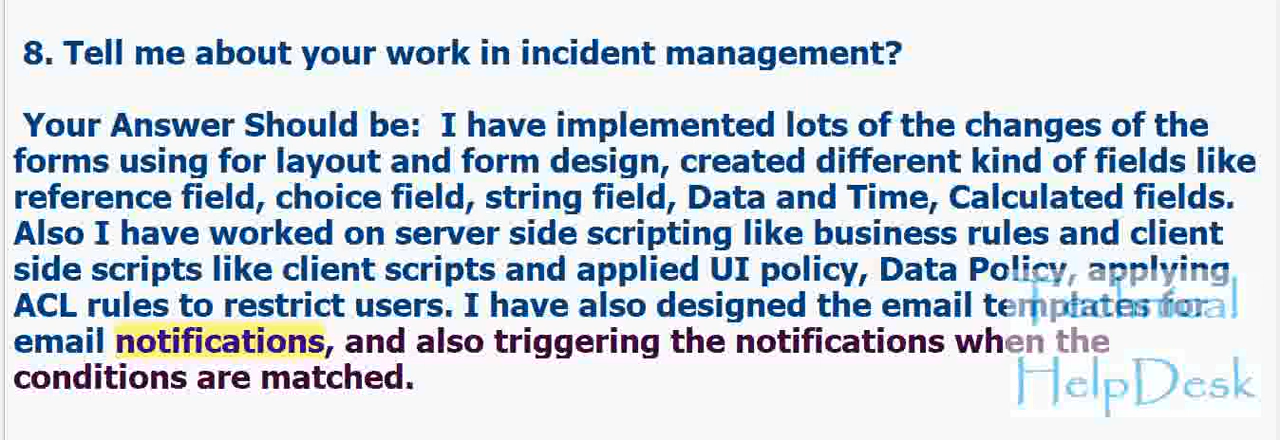 8. Tell me about your work in incident management?
Your Answer Should be: I have implemented lots of the changes of the
forms using for layout and form design, created different kind of fields like
reference field, choice field, string field, Data and Time, Calculated fields.
Also I have worked on server side scripting like business rules and client
side scripts like client scripts and applied UI policy, Data Policy, applying
ACL rules to restrict users. I have also designed the email templates for
email notifications, and also triggering the notifications when the
conditions are matched.
Technical
HelpDesk